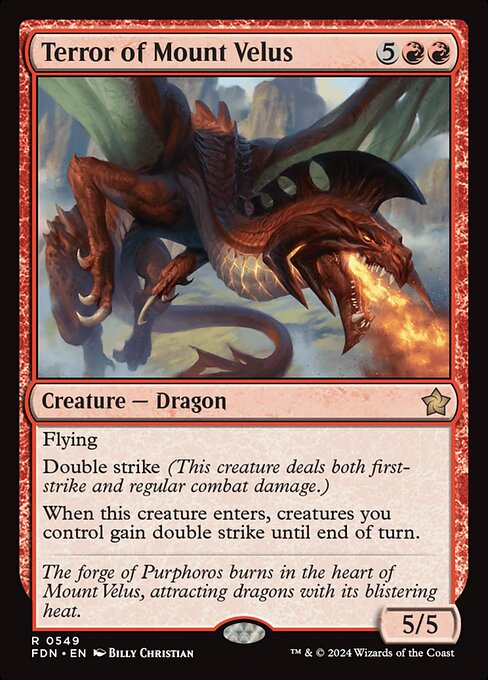 Terror of Mount Velus 5
Creature — Dragon
Flying
Double strike (This creature deals both first-
strike and regular combat damage.)
When this creature enters, creatures you
control gain double strike until end of turn.
The forge of Purphoros burns in the heart of
Mount Velus, attracting dragons with its blistering
heat.
5/5
R 0549
FDN • EN Billy Christian
™ & © 2024 Wizards of the Coast